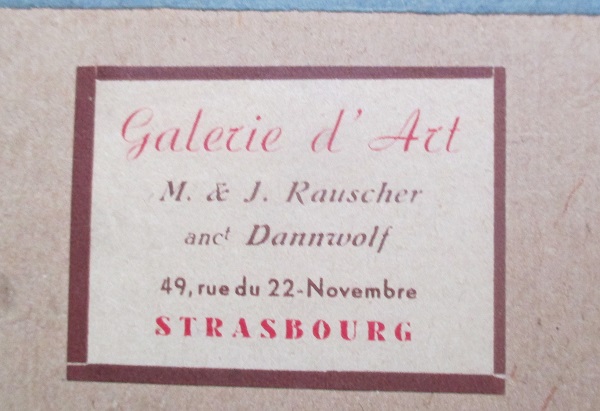 Galerie d' Art
M. & J. Rauscher
anct Dannwolf
49, rue du 22-Novembre
STRASBOURG